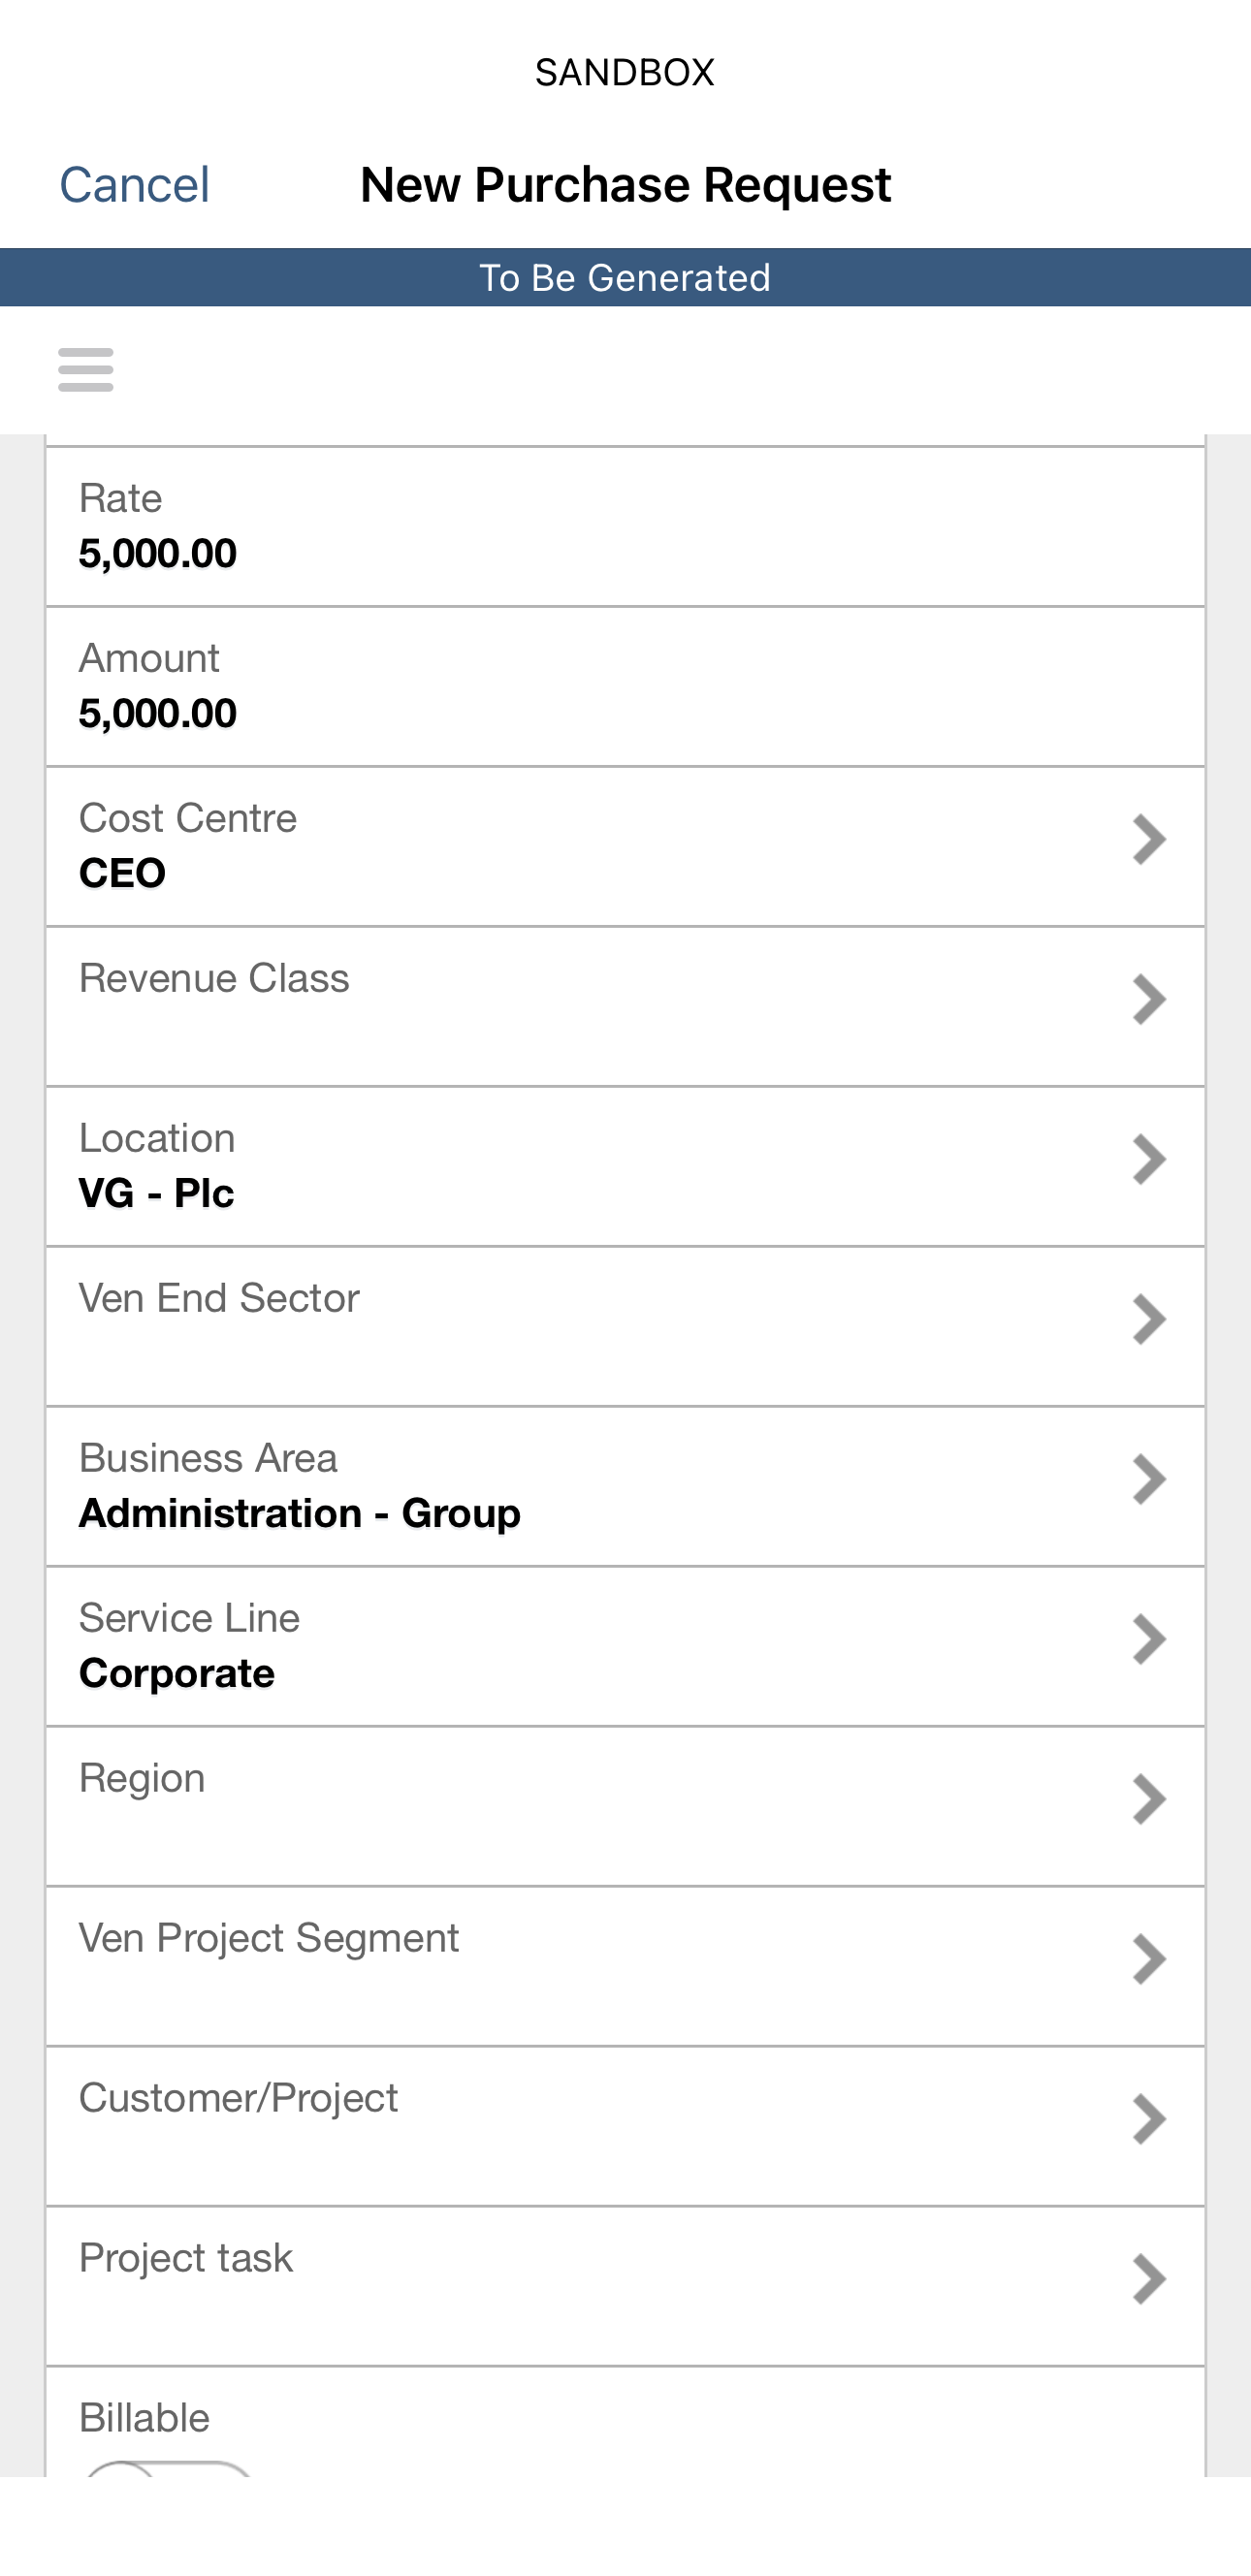 SANDBOX
Cancel
New Purchase Request
To Be Generated
Rate
5,000.00
Amount
5,000.00
Cost Centre
CEO
Revenue Class
Location
VG - Plc
Ven End Sector
Business Area
Administration - Group
Service Line
Corporate
Region
Ven Project Segment
Customer/Project
Project task
Billable